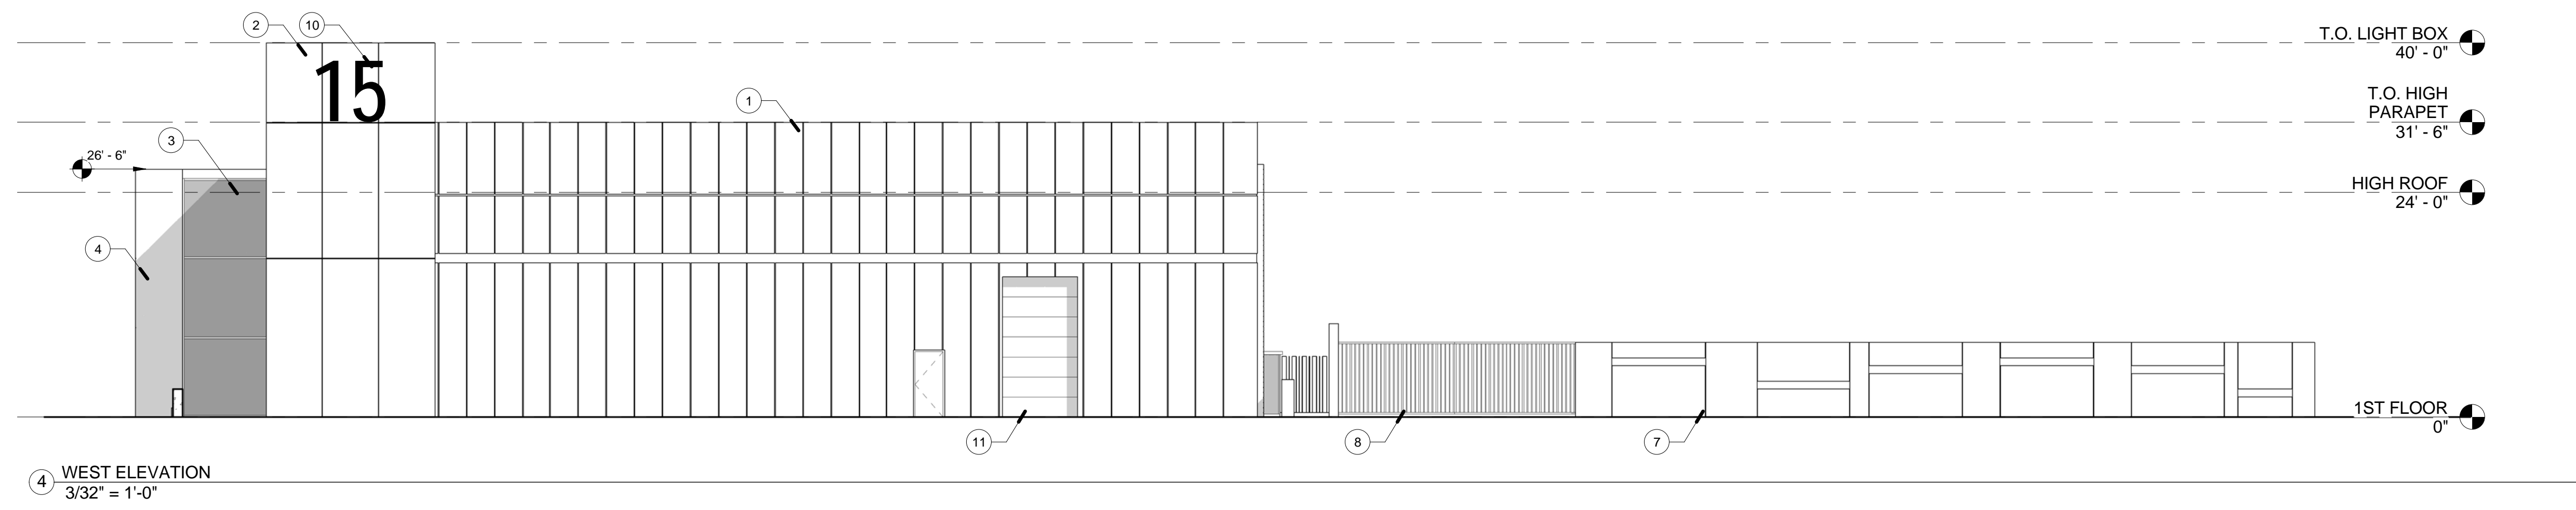 2
10
T.O. LIGHT BOX
40' - 0"
15
1
T.O. HIGH
PARAPET
31' - 6"
3
26' - 6"
HIGH ROOF
24' - 0"
4
1ST FLOOR
0"
11
8
7
4
WEST ELEVATION
3/32" = 1'-0"